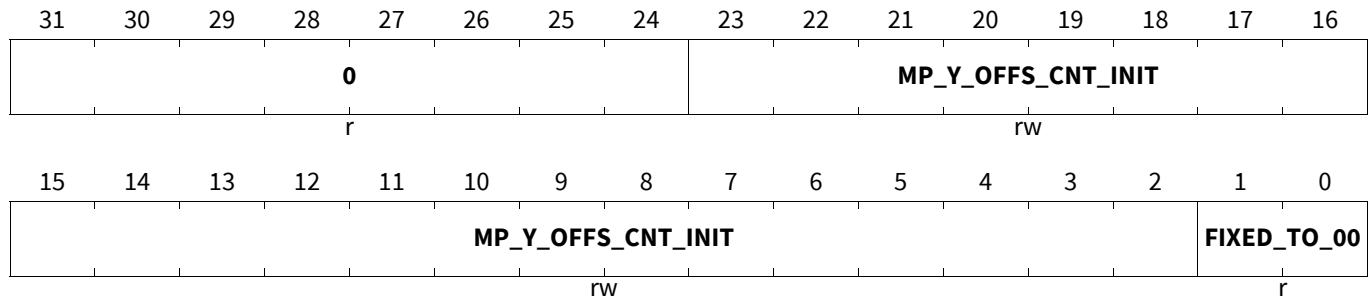 31 30 29 28 27 26 25 24 23 22 21 20 19 18 17 16
0 MP_Y_OFFS_CNT_INIT
r rw
15 14 13 12 11 10 9 8 7 6 5 4 3 2 1 0
MP_Y_OFFS_CNT_INIT FIXED_TO_00
rw r